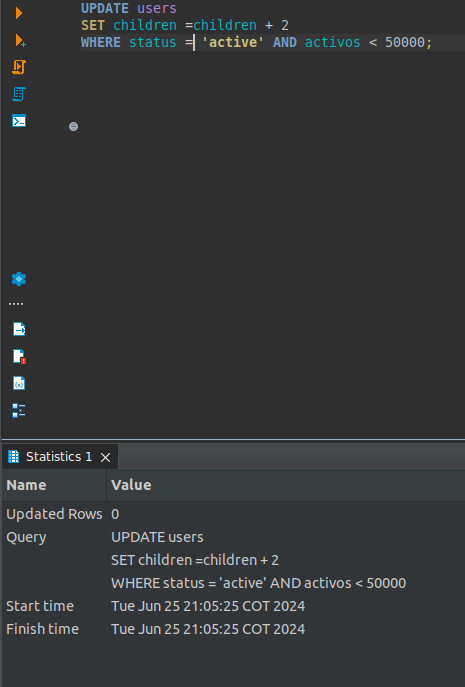 UPDATE users
SET children =children + 2
WHERE status = 'active' AND activos < 50000;
Statistics 1
Name Value
Updated Rows 0
Query UPDATE users
SET children =children + 2
WHERE status = 'active' AND activos < 50000
Start time Tue Jun 25 21:05:25 COT 2024
Finish time Tue Jun 25 21:05:25 COT 2024